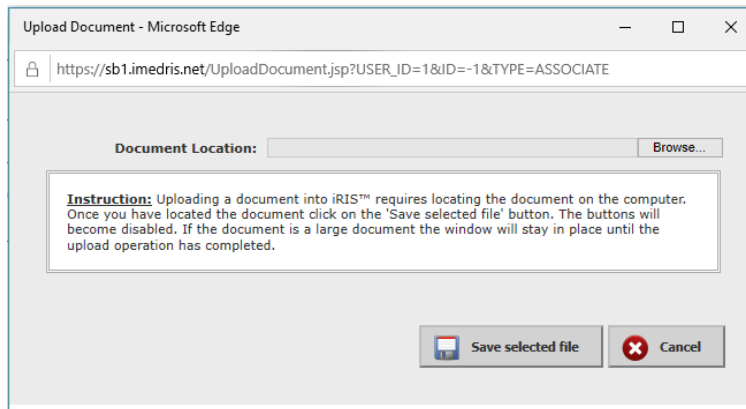 Upload Document - Microsoft Edge
https://sb1.imedris.net/UploadDocument.jsp?USER_ID=1&ID=-1&TYPE=ASSOCIATE
Document Location:
Browse...
Instruction: Uploading a document into iRIS™ requires locating the document on the computer.
Once you have located the document click on the 'Save selected file' button. The buttons will
become disabled. If the document is a large document the window will stay in place until the
upload operation has completed.
Save selected file
Cancel